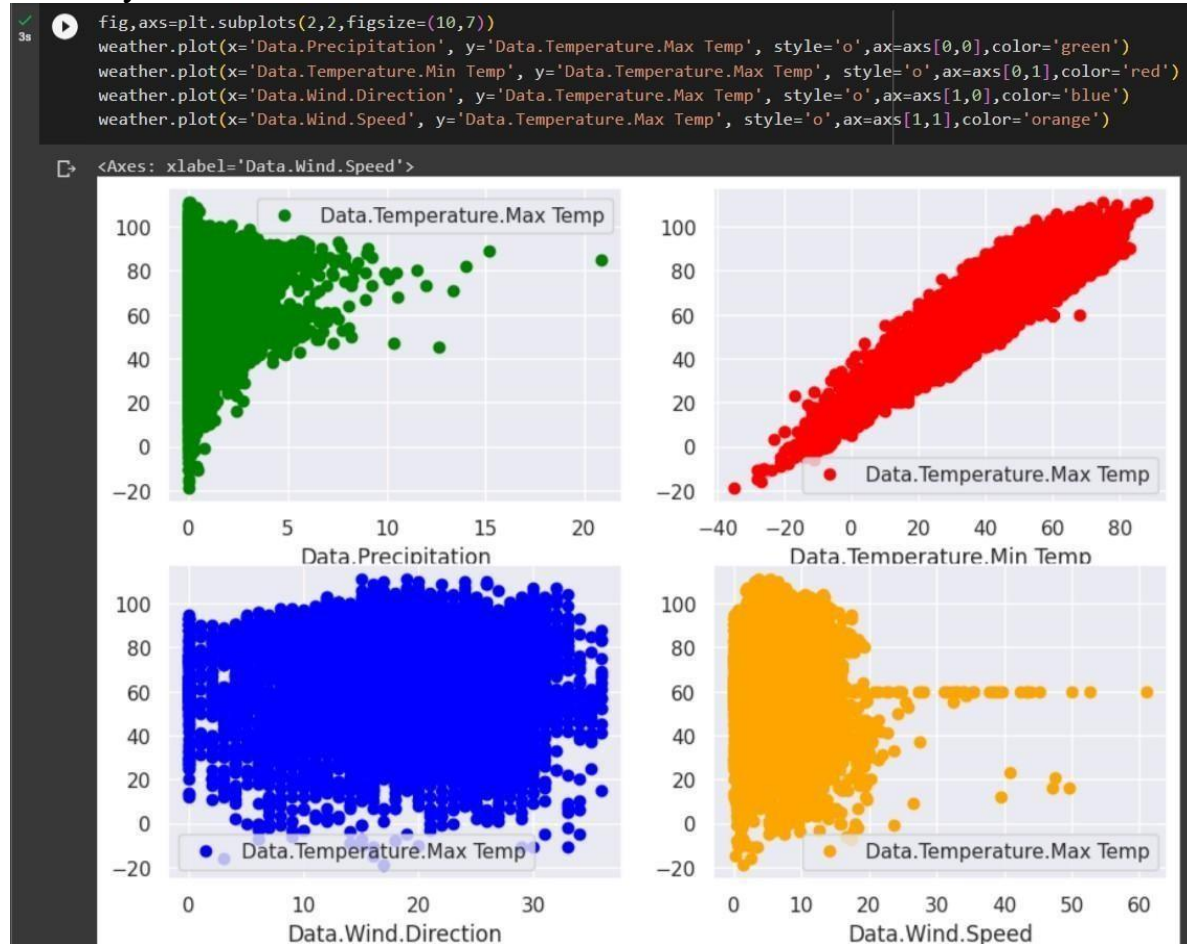 3s
fig,axs=plt.subplots(2,2,figsize=(10,7))
weather.plot(x='Data.Precipitation', y='Data.Temperature.Max Temp', style='o',ax=axs[0,0],color='green')
weather.plot(x='Data.Temperature.Min Temp', y='Data.Temperature.Max Temp', style='o',ax=axs[0,1],color='red')
weather.plot(x='Data.Wind.Direction', y='Data.Temperature.Max Temp', style='o',ax=axs[1,0],color='blue')
weather.plot(x='Data.Wind.Speed', y='Data.Temperature.Max Temp', style='o',ax=axs[1,1],color='orange')
<Axes: xlabel='Data.Wind.Speed'>
Data.Temperature.Max Temp
100
80
60
40
20
0
−20
0 5 10 15 20
Data.Precipitation
100
80
60
40
20
0
−20
Data.Temperature.Max Temp
−40 −20 0 20 40 60 80
Data.Temperature.Min Temp
100
80
60
40
20
0
−20
Data.Temperature.Max Temp
0 10 20 30
Data.Wind.Direction
100
80
60
40
20
0
−20
Data.Temperature.Max Temp
0 10 20 30 40 50 60
Data.Wind.Speed